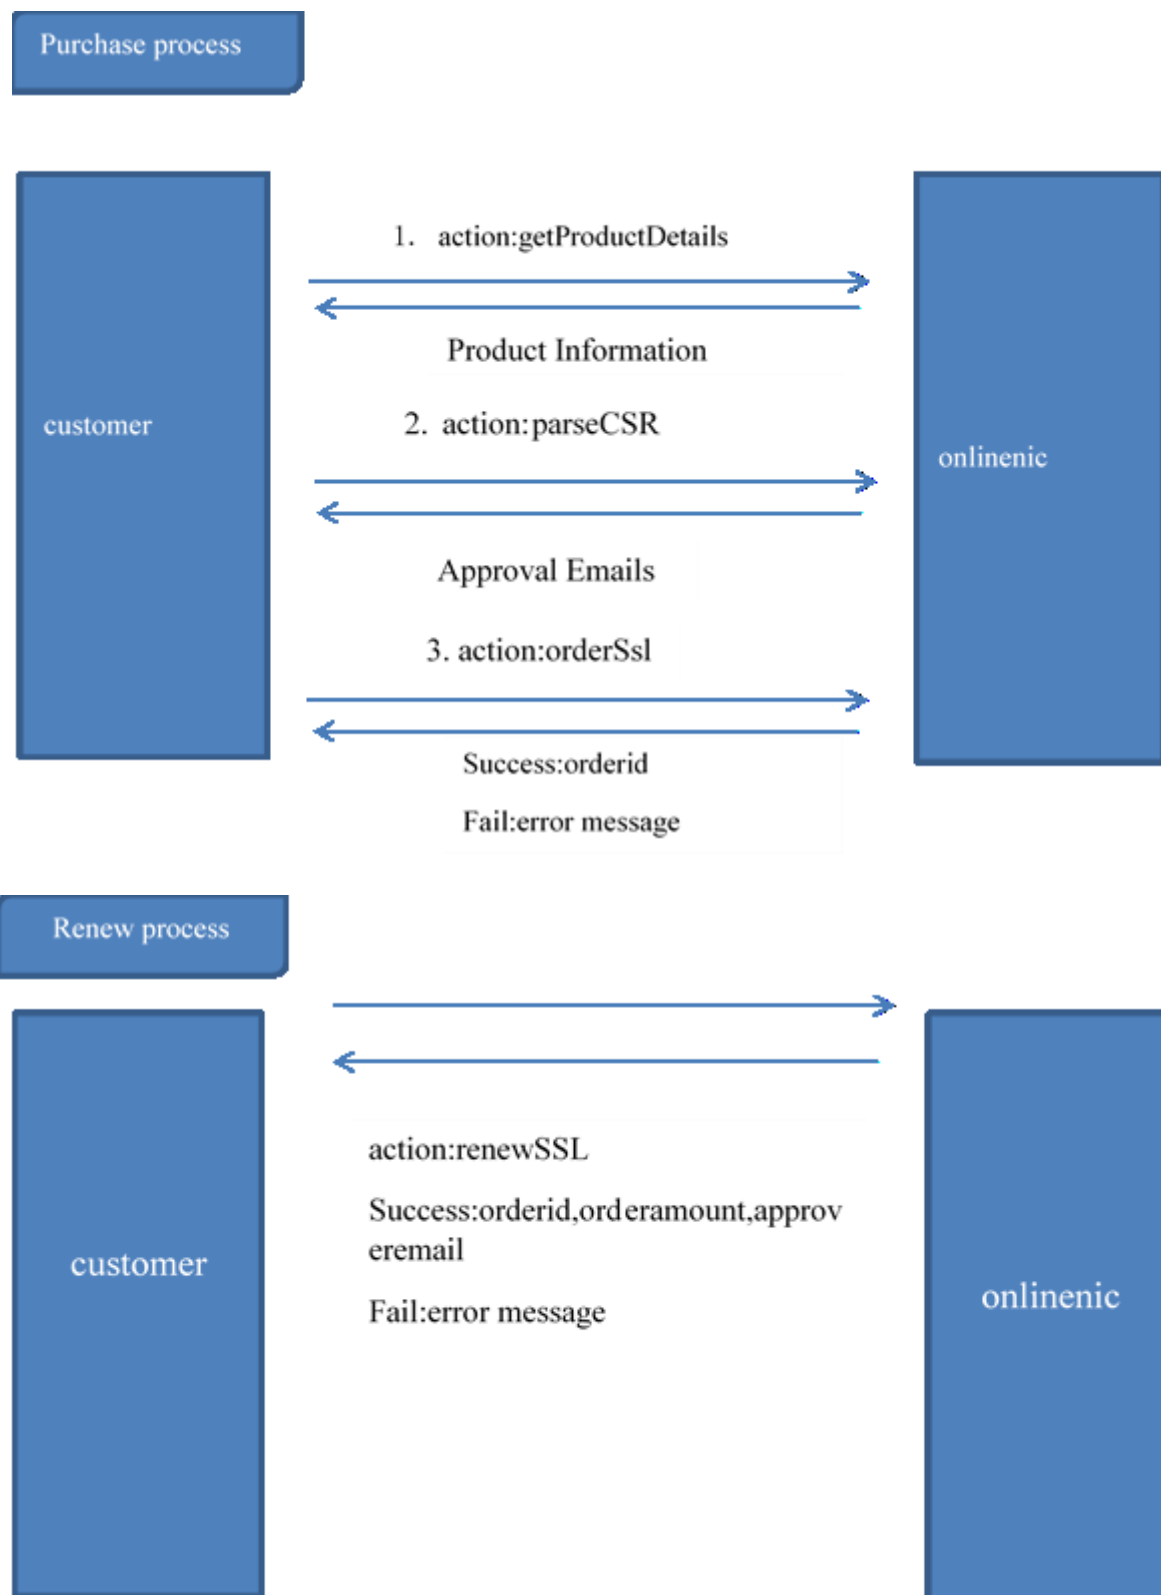 Purchase process
1. action:getProductDetails
Product Information
customer
2. action:parseCSR
onlinenic
Approval Emails
3. action:orderSsl
Success:orderid
Fail:error message
Renew process
action:renewSSL
Success:orderid,orderamount,approv
eremail
customer
onlinenic
Fail:error message